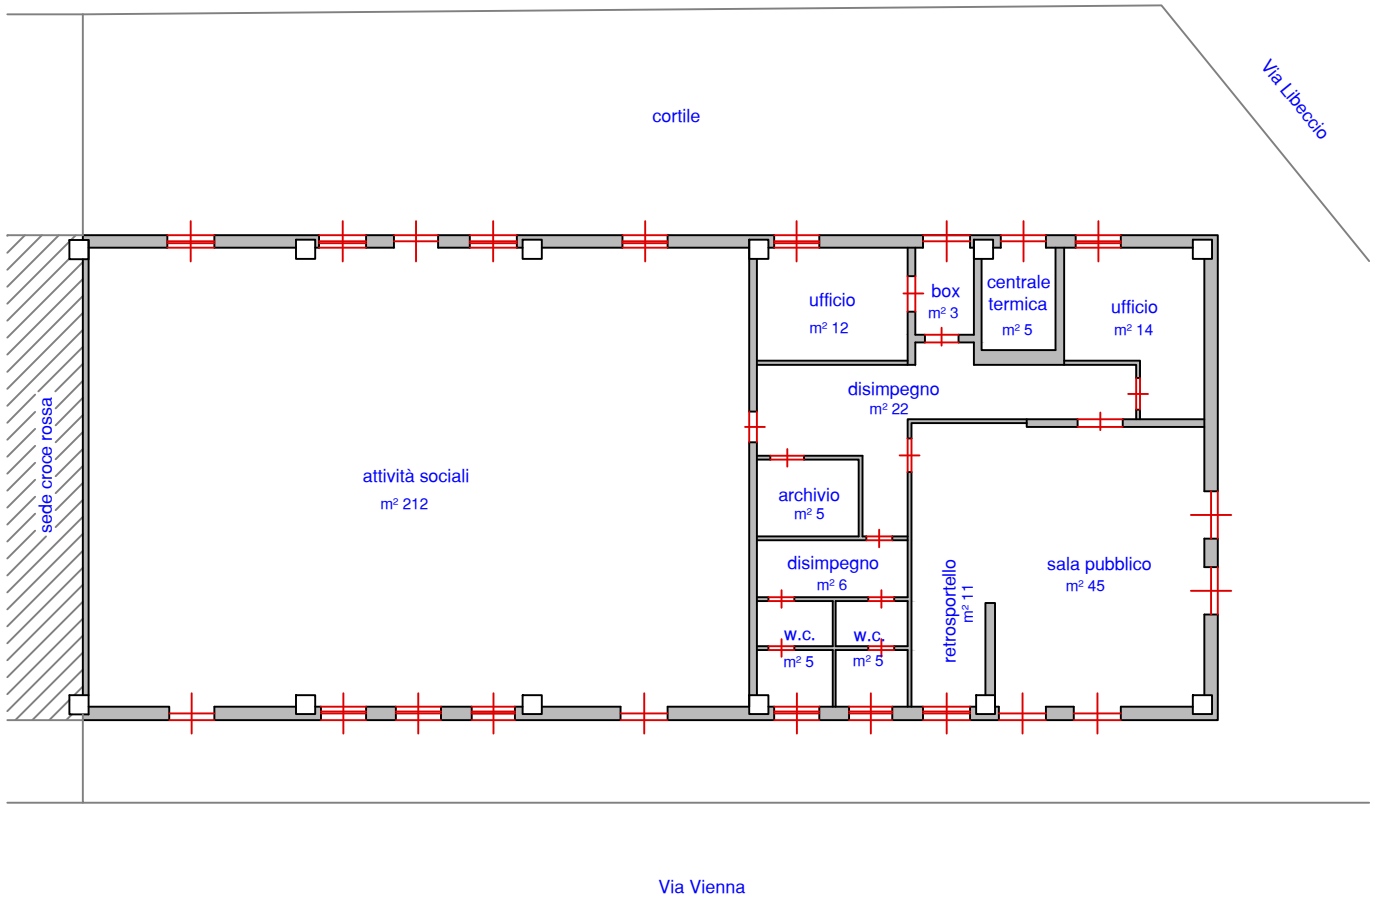 Via Libeccio
cortile
ufficio
m² 12
box
m² 3
centrale
termica
m² 5
ufficio
m² 14
disimpegno
m² 22
sede croce rossa
attività sociali
m² 212
archivio
m² 5
disimpegno
m² 6
retrosportello
m² 11
sala pubblico
m² 45
w.c.
m² 5
w.c.
m² 5
Via Vienna